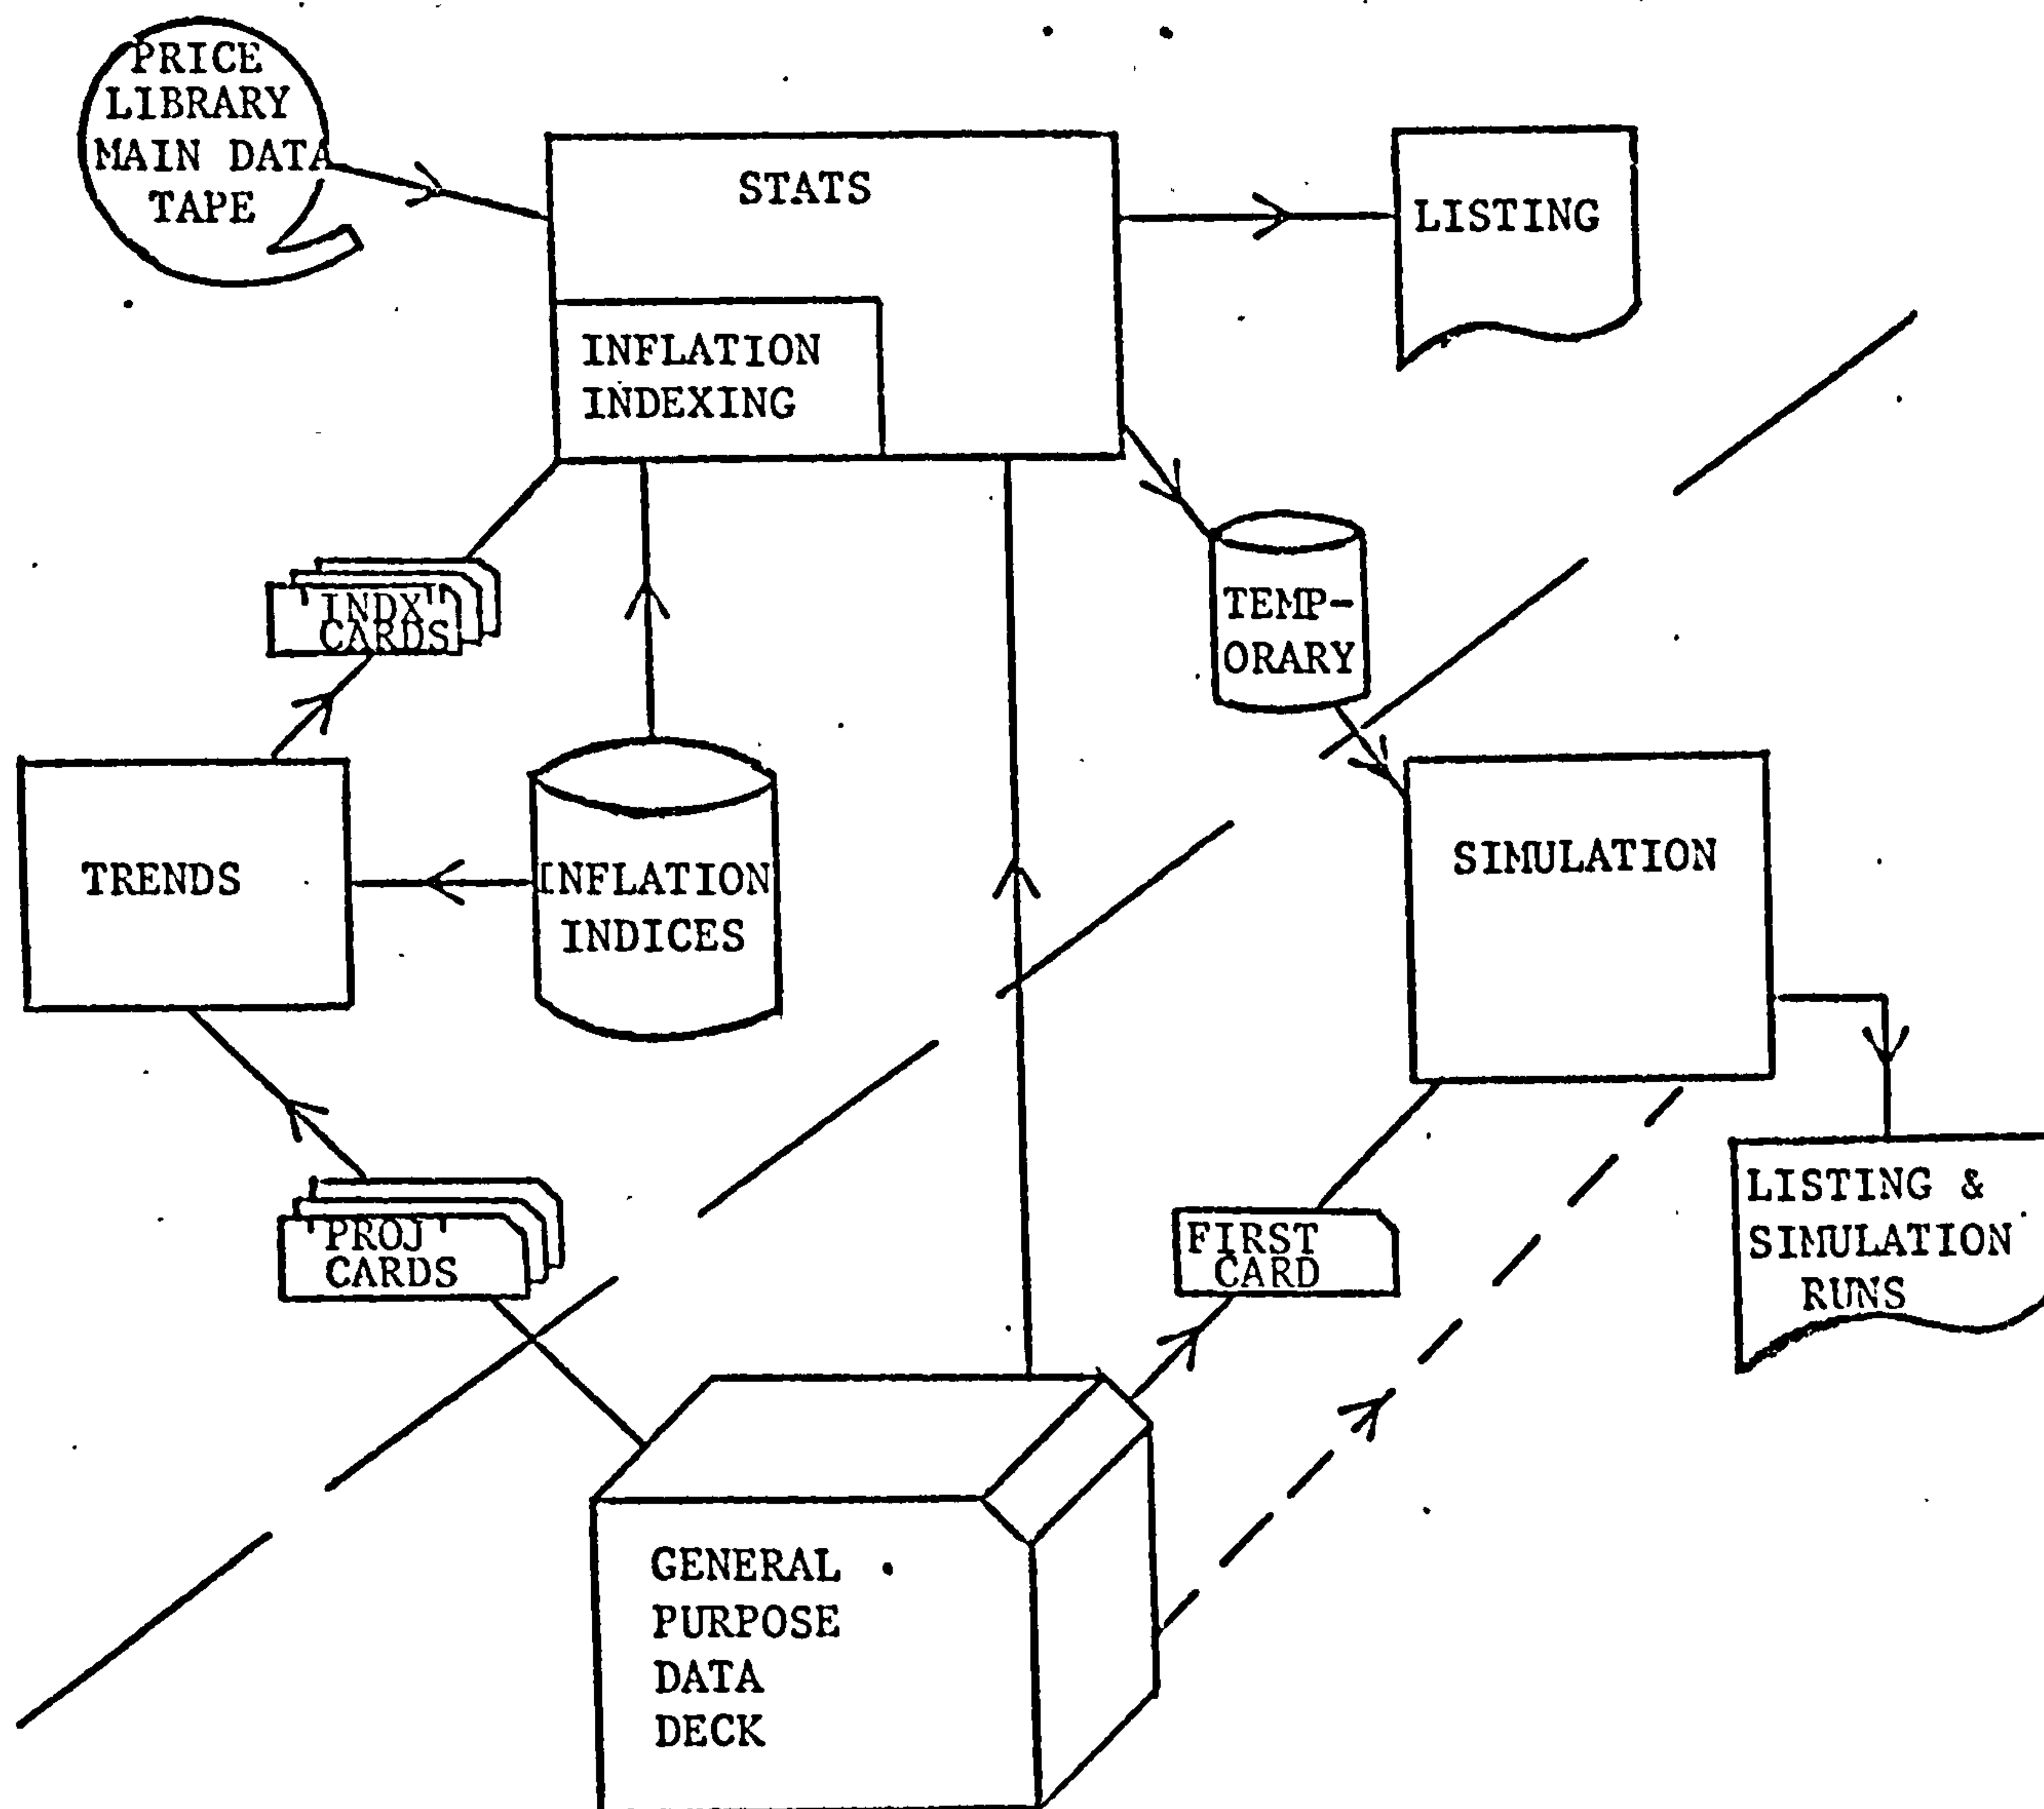 PRICE
LIBRARY
MAIN DATA
TAPE
STATS
LISTING
INFLATION
INDEXING
'INDX'
CARDS
TEMP-
ORARY
TRENDS
INFLATION
INDICES
SIMULATION
'PROJ'
CARDS
FIRST
CARD
LISTING &
SIMULATION
RUNS
GENERAL
PURPOSE
DATA
DECK